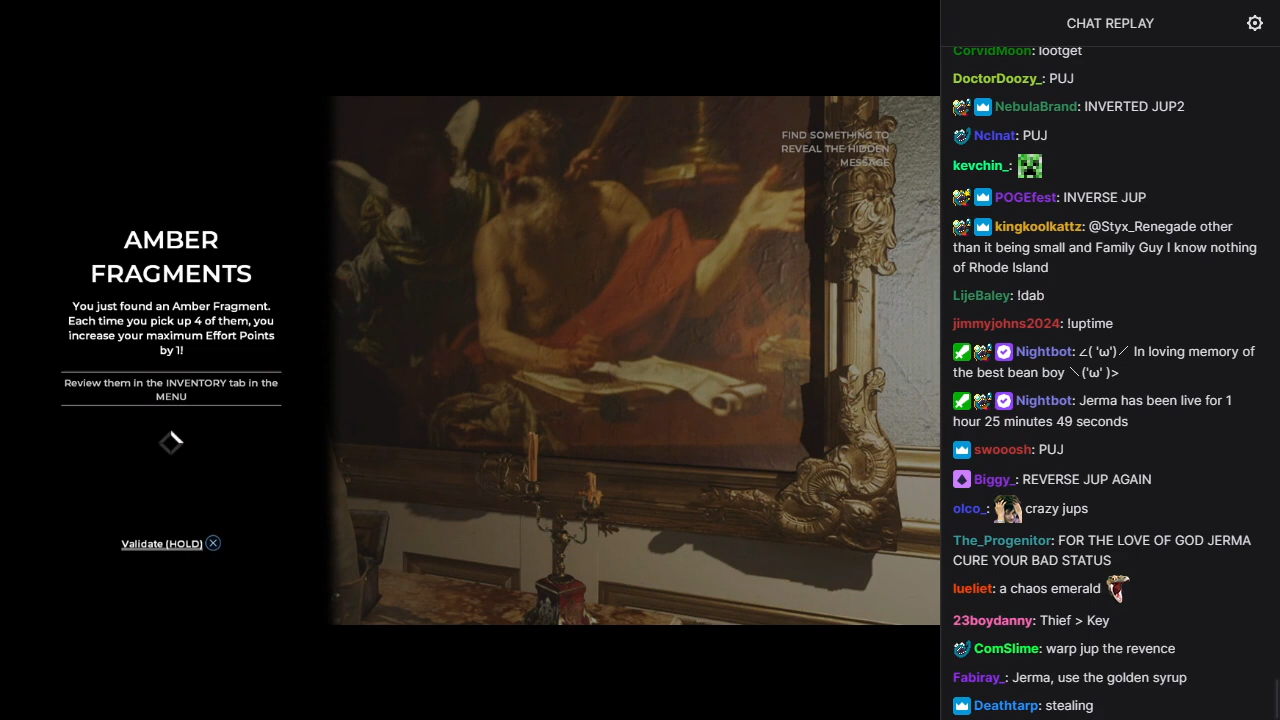 AMBER
FRAGMENTS
You just found an Amber Fragment.
Each time you pick up 4 of them, you
increase your maximum Effort Points
by 1!
Review them in the INVENTORY tab in the
MENU
Validate (HOLD)
FIND SOMETHING TO
REVEAL THE HIDDEN
MESSAGE
CHAT REPLAY
CorvidMoon: lootget
DoctorDoozy_: PUJ
NebulaBrand: INVERTED JUP2
NcInat: PUJ
kevchin_:
POGEfest: INVERSE JUP
kingkoolkattz: @Styx_Renegade other
than it being small and Family Guy I know nothing
of Rhode Island
LijeBaley: !dab
jimmyjohns2024: !uptime
Nightbot: ∠( 'ω')／ In loving memory of
the best bean boy ＼('ω' )>
Nightbot: Jerma has been live for 1
hour 25 minutes 49 seconds
swooosh: PUJ
Biggy_: REVERSE JUP AGAIN
olco_: crazy jups
The_Progenitor: FOR THE LOVE OF GOD JERMA
CURE YOUR BAD STATUS
lueliet: a chaos emerald
23boydanny: Thief > Key
ComSlime: warp jup the revence
Fabiray_: Jerma, use the golden syrup
Deathtarp: stealing